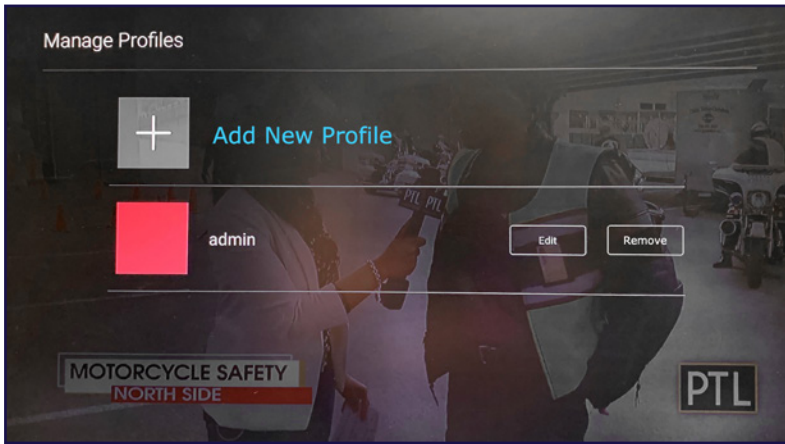 Manage Profiles
Add New Profile
admin
Edit
Remove
PTL PTL
MOTORCYCLE SAFETY
NORTH SIDE
PTL